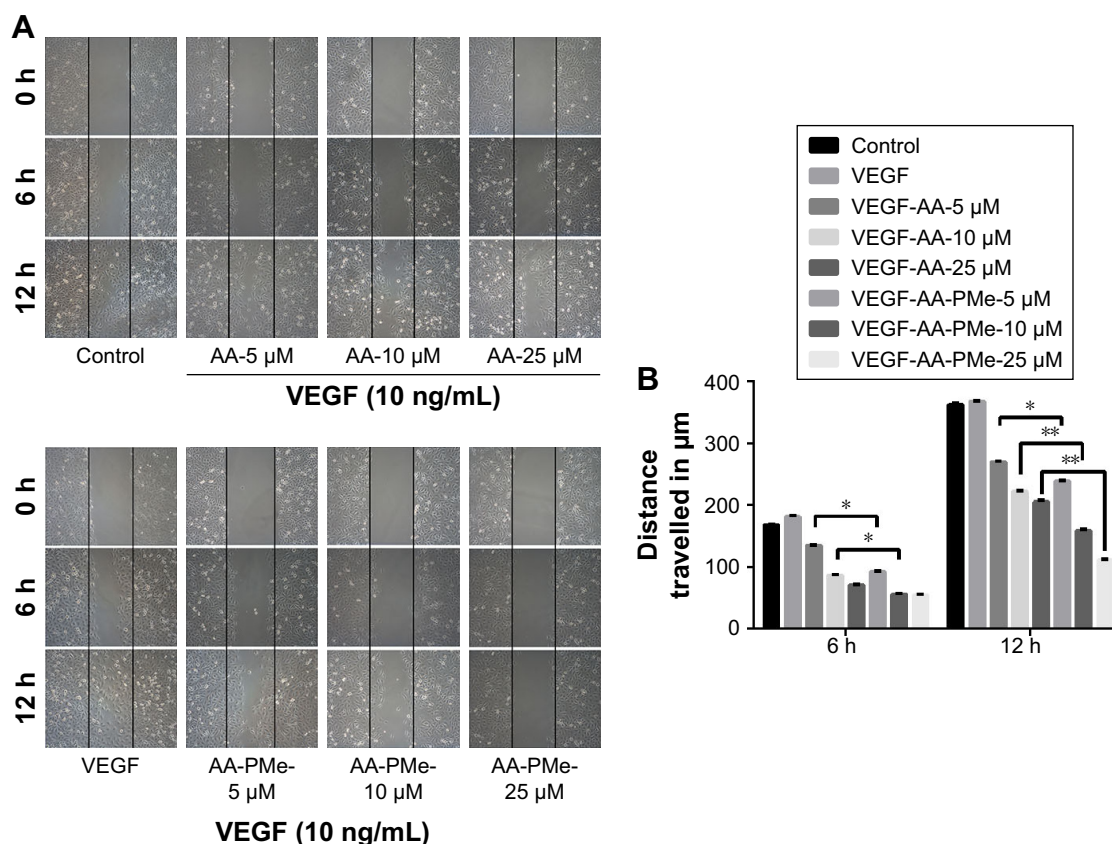 A
0 h
6 h
12 h
Control
AA-5 µM
AA-10 µM
AA-25 µM
VEGF (10 ng/mL)
0 h
6 h
12 h
VEGF
AA-PMe-
5 µM
AA-PMe-
10 µM
AA-PMe-
25 µM
VEGF (10 ng/mL)
Control
VEGF
VEGF-AA-5 µM
VEGF-AA-10 µM
VEGF-AA-25 µM
VEGF-AA-PMe-5 µM
VEGF-AA-PMe-10 µM
VEGF-AA-PMe-25 µM
B
Distance
travelled in µm
400
300
200
100
0
*
*
*
**
**
6 h
12 h